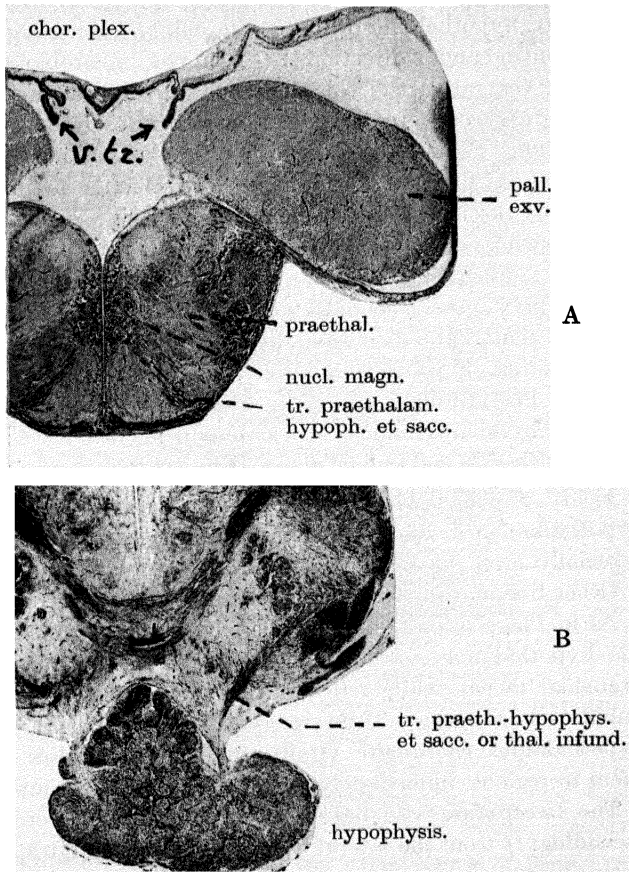 chor. plex.
v. tz.
pall.
exv.
A
praethal.
nucl. magn.
tr. praethalam.
hypoph. et sacc.
B
tr. praeth.-hypophys.
et sacc. or thal. infund.
hypophysis.